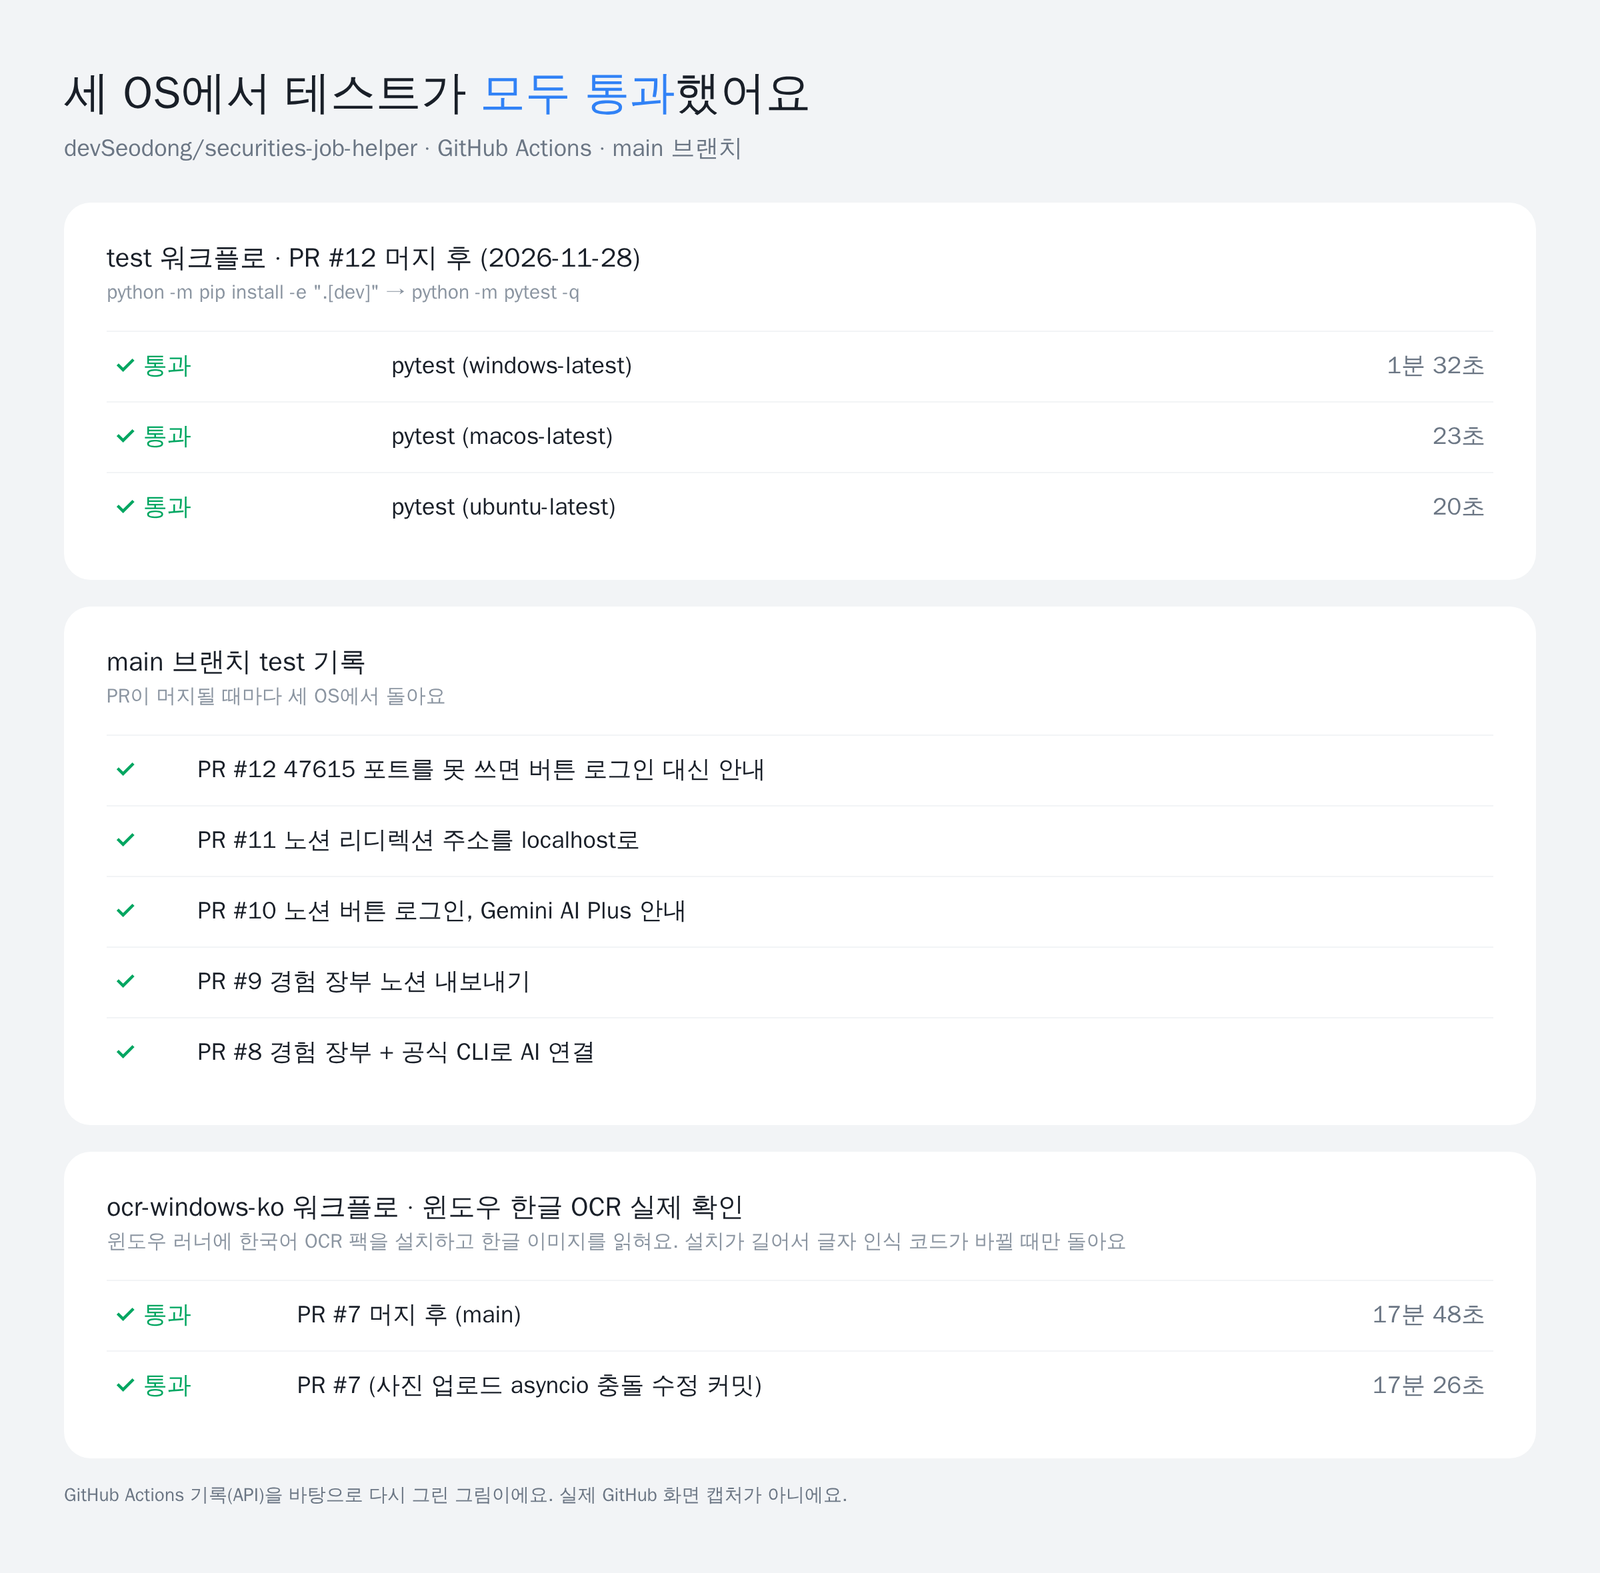 세 OS에서 테스트가 모두 통과했어요
devSeodong/securities-job-helper · GitHub Actions · main 브랜치
test 워크플로 · PR #12 머지 후 (2026-11-28)
python -m pip install -e ".[dev]" → python -m pytest -q
✓ 통과 pytest (windows-latest) 1분 32초
✓ 통과 pytest (macos-latest) 23초
✓ 통과 pytest (ubuntu-latest) 20초
main 브랜치 test 기록
PR이 머지될 때마다 세 OS에서 돌아요
✓ PR #12 47615 포트를 못 쓰면 버튼 로그인 대신 안내
✓ PR #11 노션 리디렉션 주소를 localhost로
✓ PR #10 노션 버튼 로그인, Gemini AI Plus 안내
✓ PR #9 경험 장부 노션 내보내기
✓ PR #8 경험 장부 + 공식 CLI로 AI 연결
ocr-windows-ko 워크플로 · 윈도우 한글 OCR 실제 확인
윈도우 러너에 한국어 OCR 팩을 설치하고 한글 이미지를 읽혀요. 설치가 길어서 글자 인식 코드가 바뀔 때만 돌아요
✓ 통과 PR #7 머지 후 (main) 17분 48초
✓ 통과 PR #7 (사진 업로드 asyncio 충돌 수정 커밋) 17분 26초
GitHub Actions 기록(API)을 바탕으로 다시 그린 그림이에요. 실제 GitHub 화면 캡처가 아니에요.